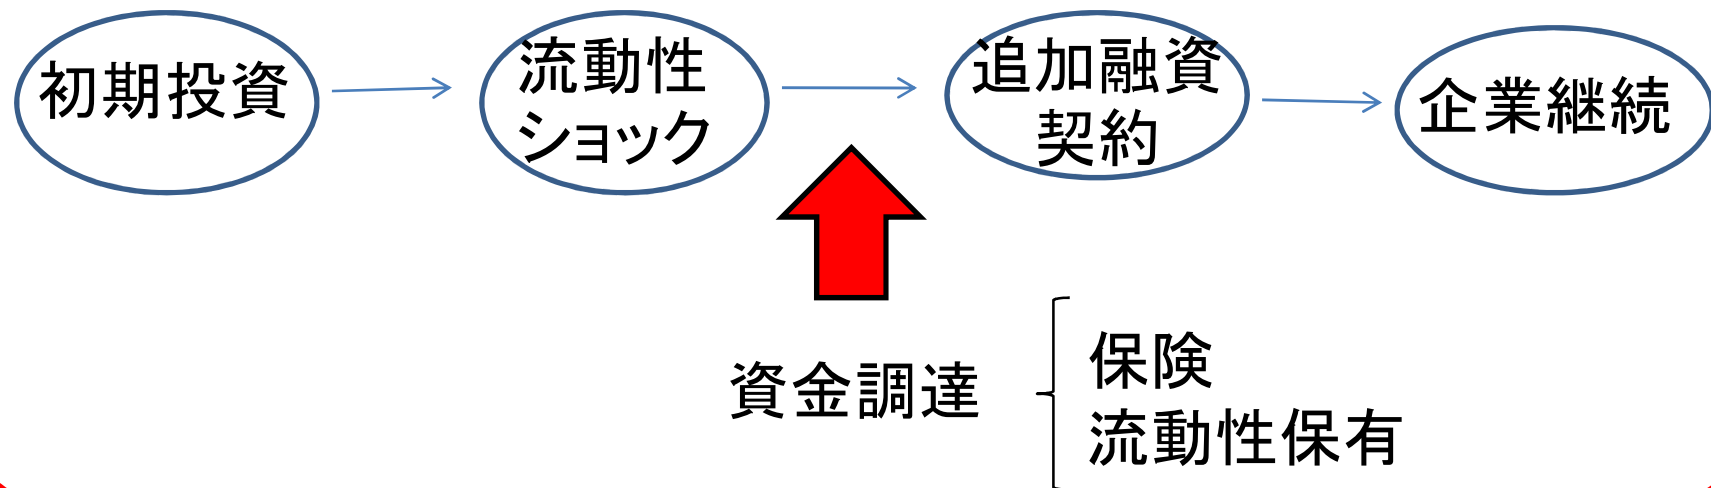 初期投資
流動性
ショック
追加融資
契約
企業継続
資金調達
保険
流動性保有